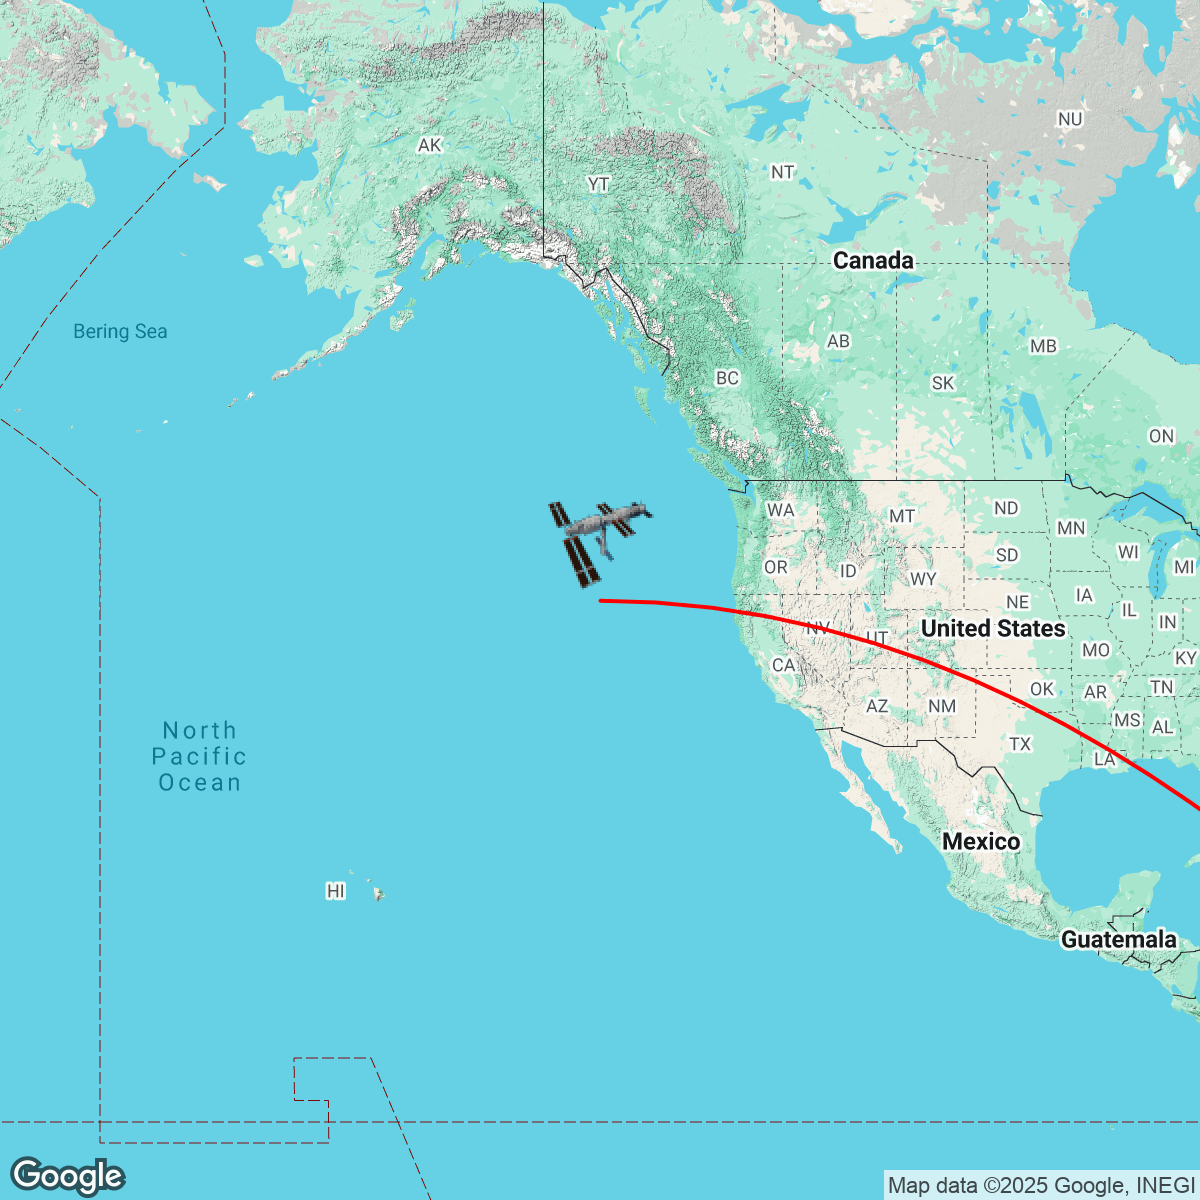 NU
AK
NT
YT
Canada
Bering Sea
AB
MB
BC
SK
ON
WA
MT
ND
MN
WI
SD
MI
OR
ID
WY
IA
NE
IL
IN
NV
UT
United States
MO
KY
CA
OK
AR
TN
AZ
NM
MS
AL
North
Pacific
Ocean
TX
LA
Mexico
HI
Guatemala
Google
Map data ©2025 Google, INEGI